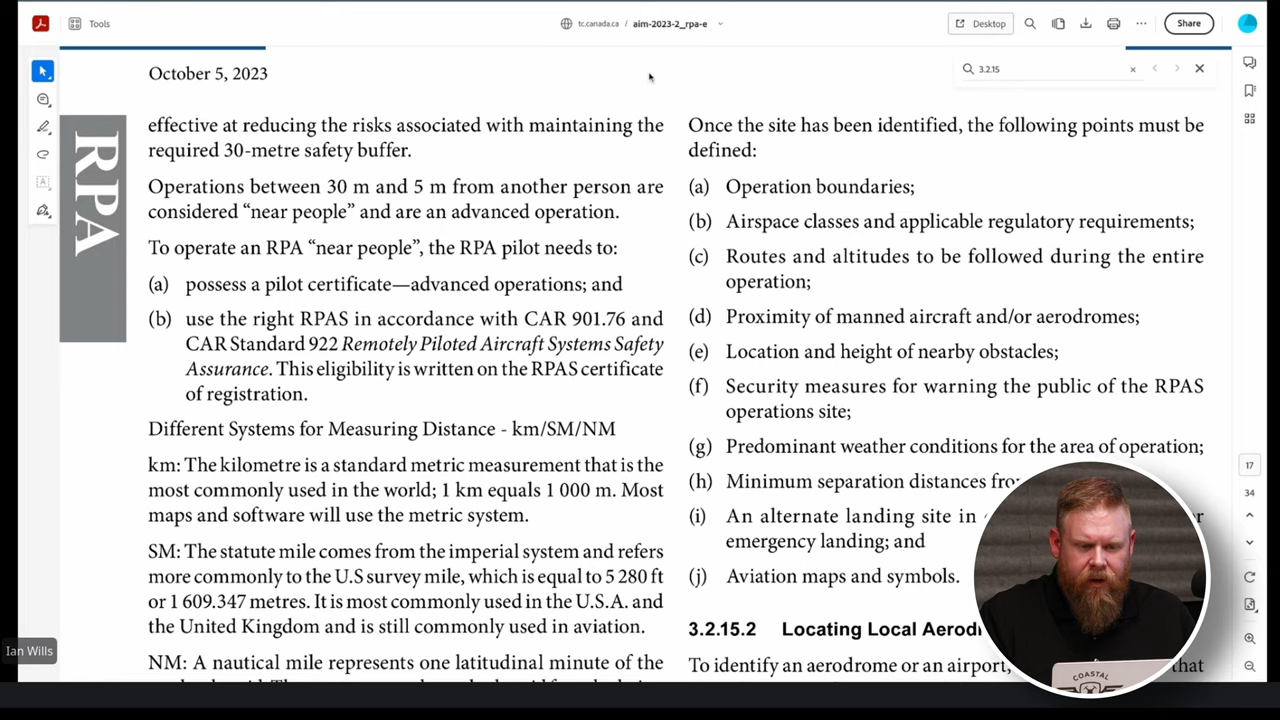 Tools
tc.canada.ca / aim-2023-2_rpa-e
Desktop
Share
3.2.15
October 5, 2023
RPA
effective at reducing the risks associated with maintaining the
required 30-metre safety buffer.
Operations between 30 m and 5 m from another person are
considered “near people” and are an advanced operation.
To operate an RPA “near people”, the RPA pilot needs to:
(a) possess a pilot certificate—advanced operations; and
(b) use the right RPAS in accordance with CAR 901.76 and
CAR Standard 922 Remotely Piloted Aircraft Systems Safety
Assurance. This eligibility is written on the RPAS certificate
of registration.
Different Systems for Measuring Distance - km/SM/NM
km: The kilometre is a standard metric measurement that is the
most commonly used in the world; 1 km equals 1 000 m. Most
maps and software will use the metric system.
SM: The statute mile comes from the imperial system and refers
more commonly to the U.S survey mile, which is equal to 5 280 ft
or 1 609.347 metres. It is most commonly used in the U.S.A. and
the United Kingdom and is still commonly used in aviation.
NM: A nautical mile represents one latitudinal minute of the
Once the site has been identified, the following points must be
defined:
(a) Operation boundaries;
(b) Airspace classes and applicable regulatory requirements;
(c) Routes and altitudes to be followed during the entire
operation;
(d) Proximity of manned aircraft and/or aerodromes;
(e) Location and height of nearby obstacles;
(f) Security measures for warning the public of the RPAS
operations site;
(g) Predominant weather conditions for the area of operation;
(h) Minimum separation distances
(i) An alternate landing site in
emergency landing; and
(j) Aviation maps and symbols.
3.2.15.2 Locating Local
To identify an aerodrome or an airport, that
17
34
Ian Wills
COASTAL